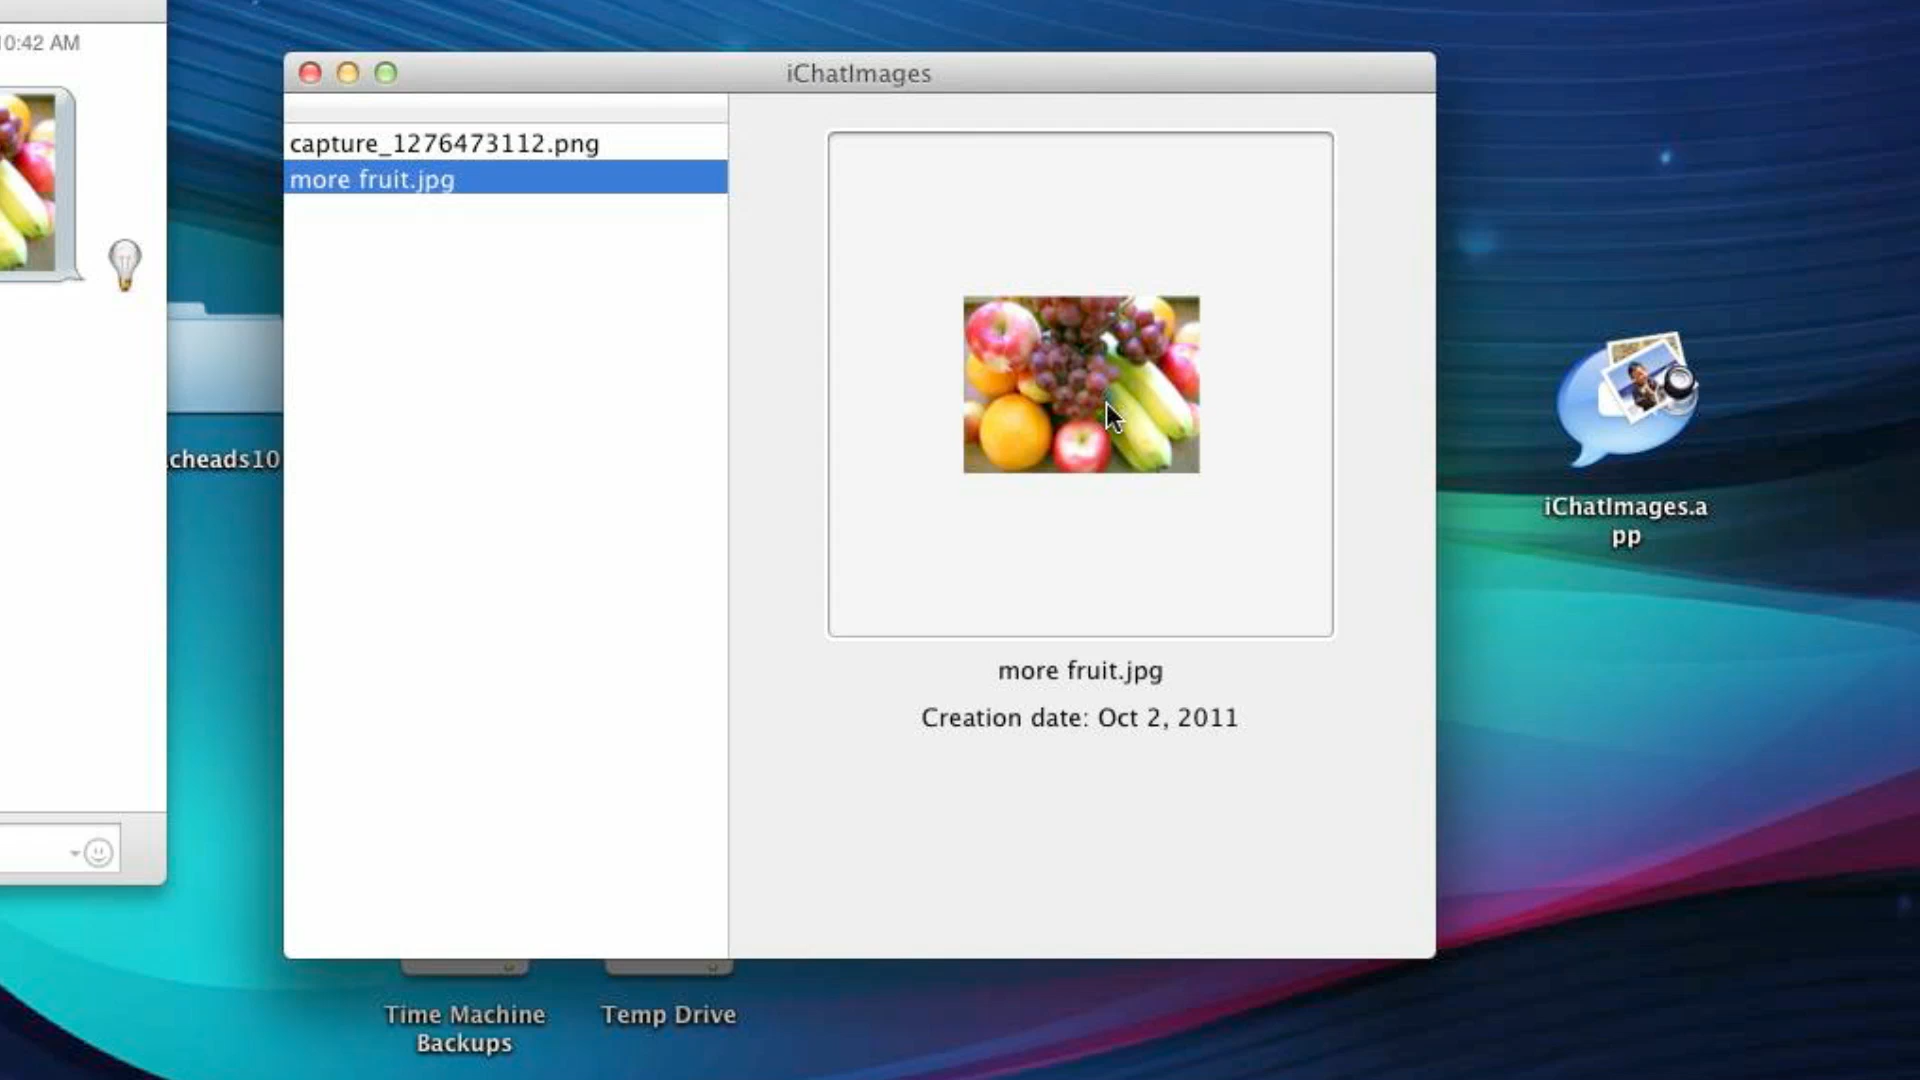 0:42 AM
iChatImages
capture_1276473112.png
more fruit.jpg
cheads10
iChatImages.a
pp
more fruit.jpg
Creation date: Oct 2, 2011
Time Machine
Backups
Temp Drive